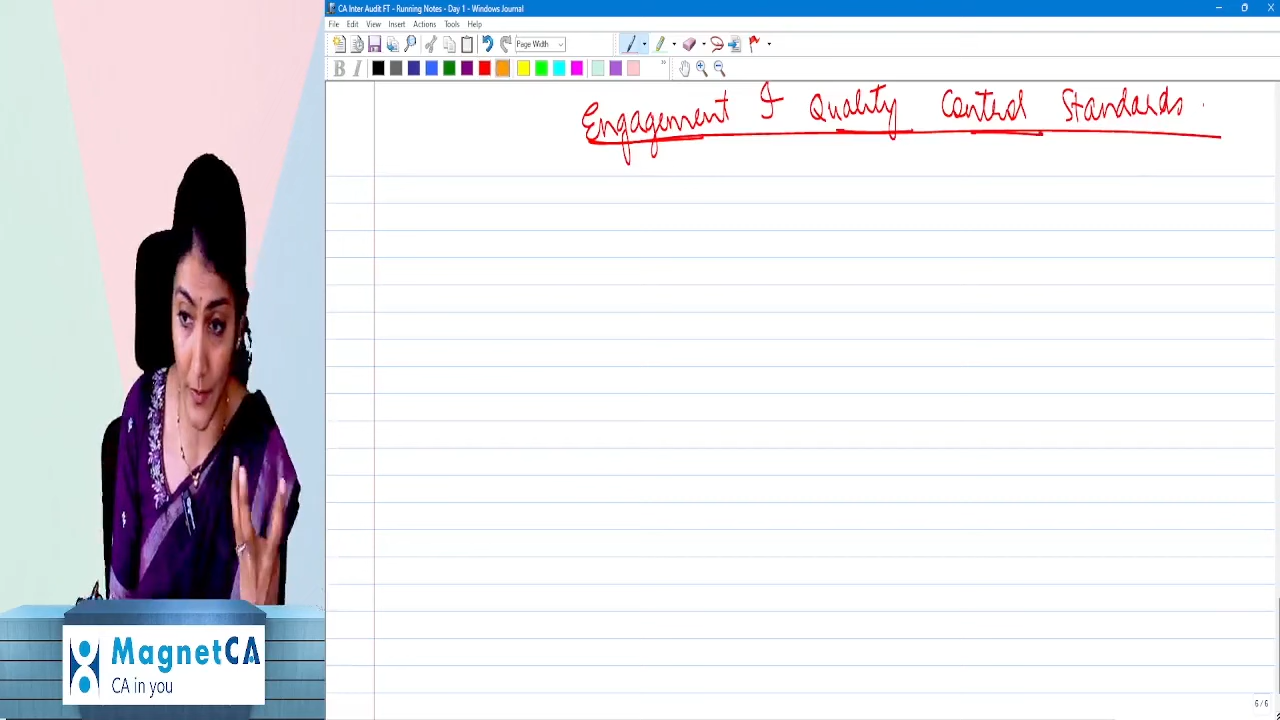 CA Inter Audit FT - Running Notes - Day 1 - Windows Journal
File Edit View Insert Actions Tools Help
Page Width
B I
Engagement & Quality Control Standards
MagnetCA
CA in you
6 / 6